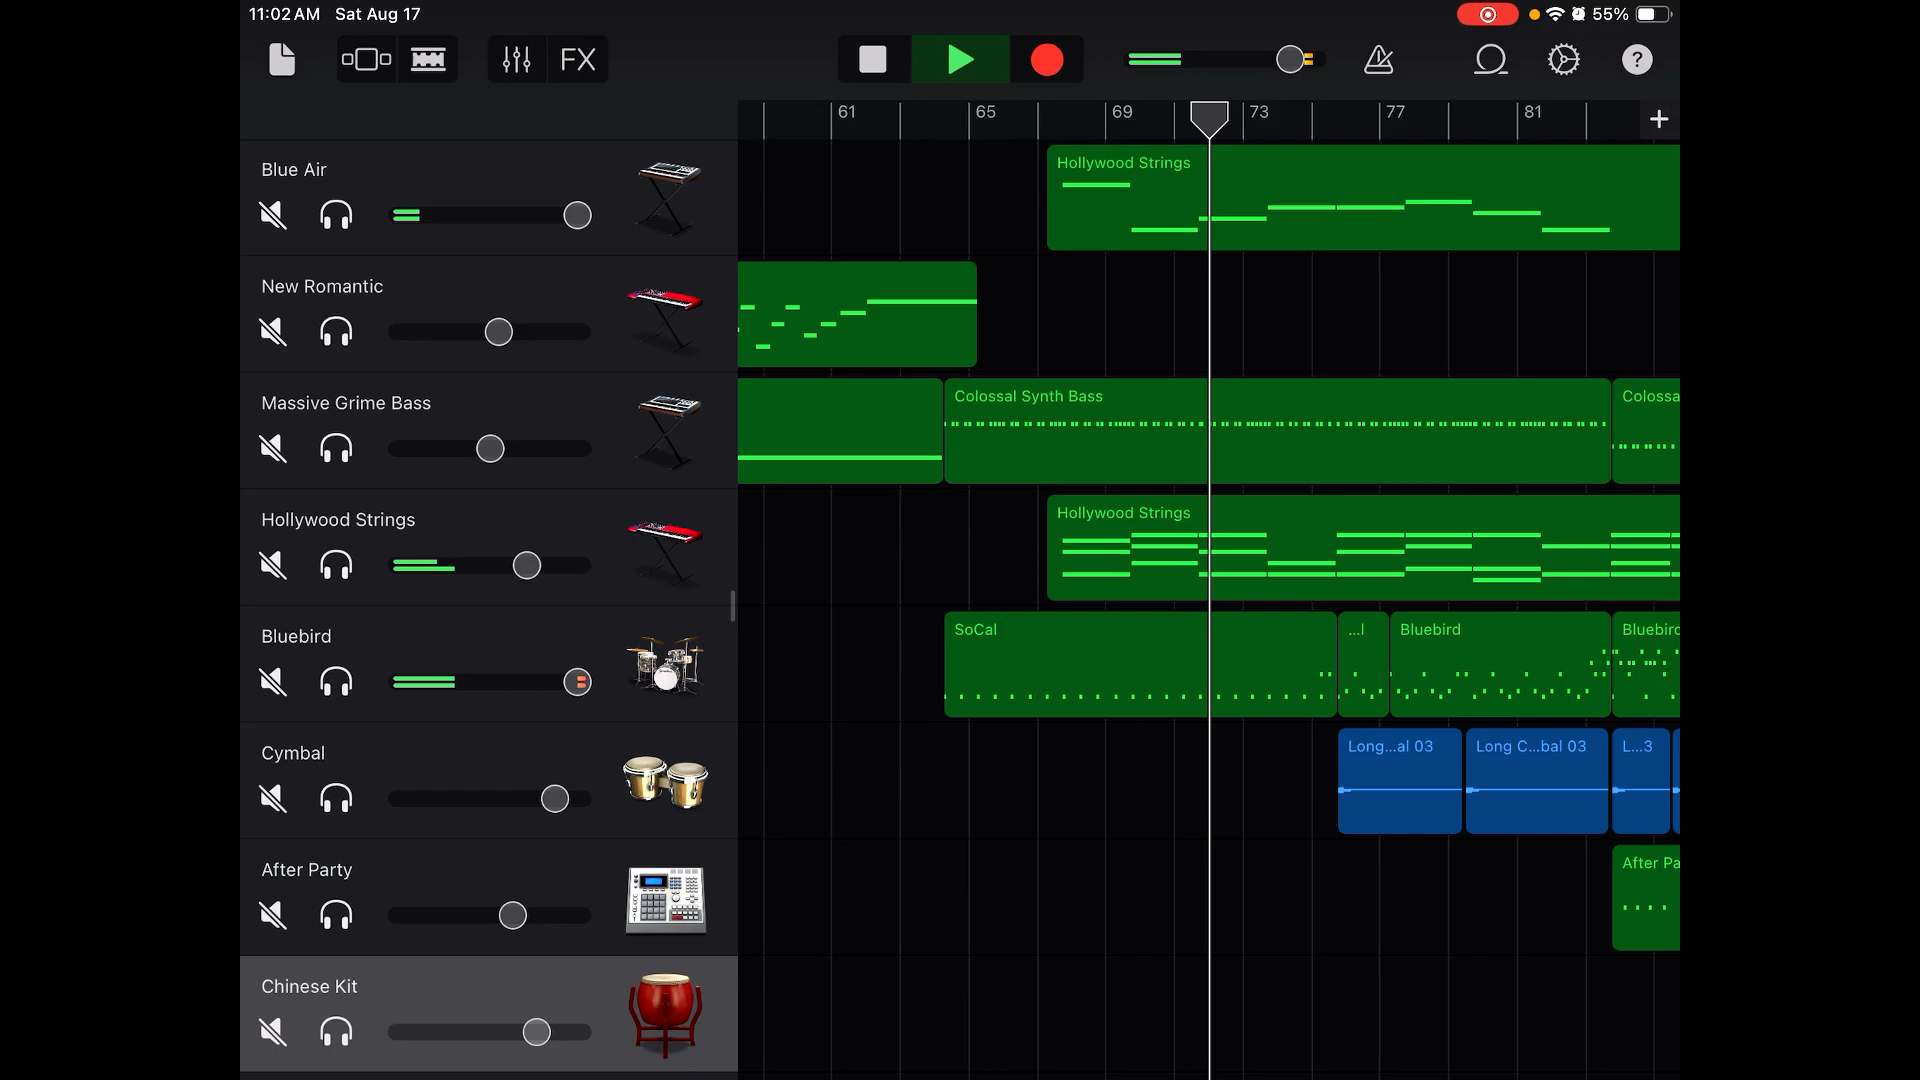 11:02 AM Sat Aug 17
55%
FX
?
61 65 69 73 77 81
+
Blue Air
Hollywood Strings
New Romantic
Massive Grime Bass
Colossal Synth Bass
Colossa
Hollywood Strings
Hollywood Strings
Bluebird
SoCal
...l
Bluebird
Bluebirc
Cymbal
Long...al 03
Long C...bal 03
L...3
After Party
After Pa
Chinese Kit